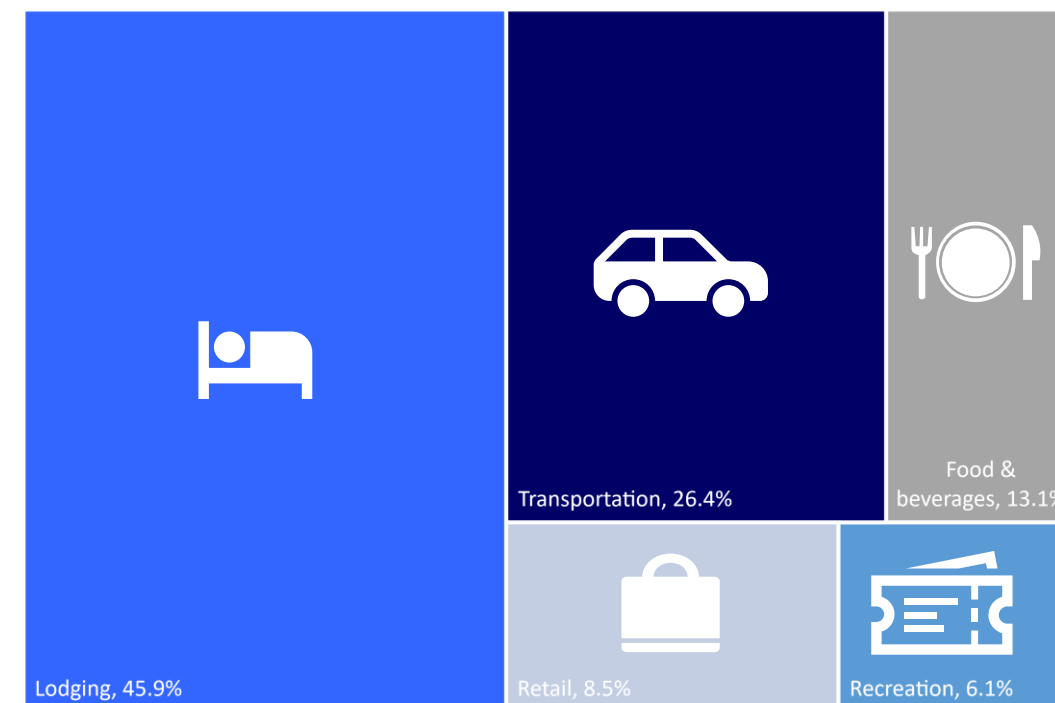 Food &
beverages, 13.1%
Transportation, 26.4%
Lodging, 45.9%
Retail, 8.5%
Recreation, 6.1%